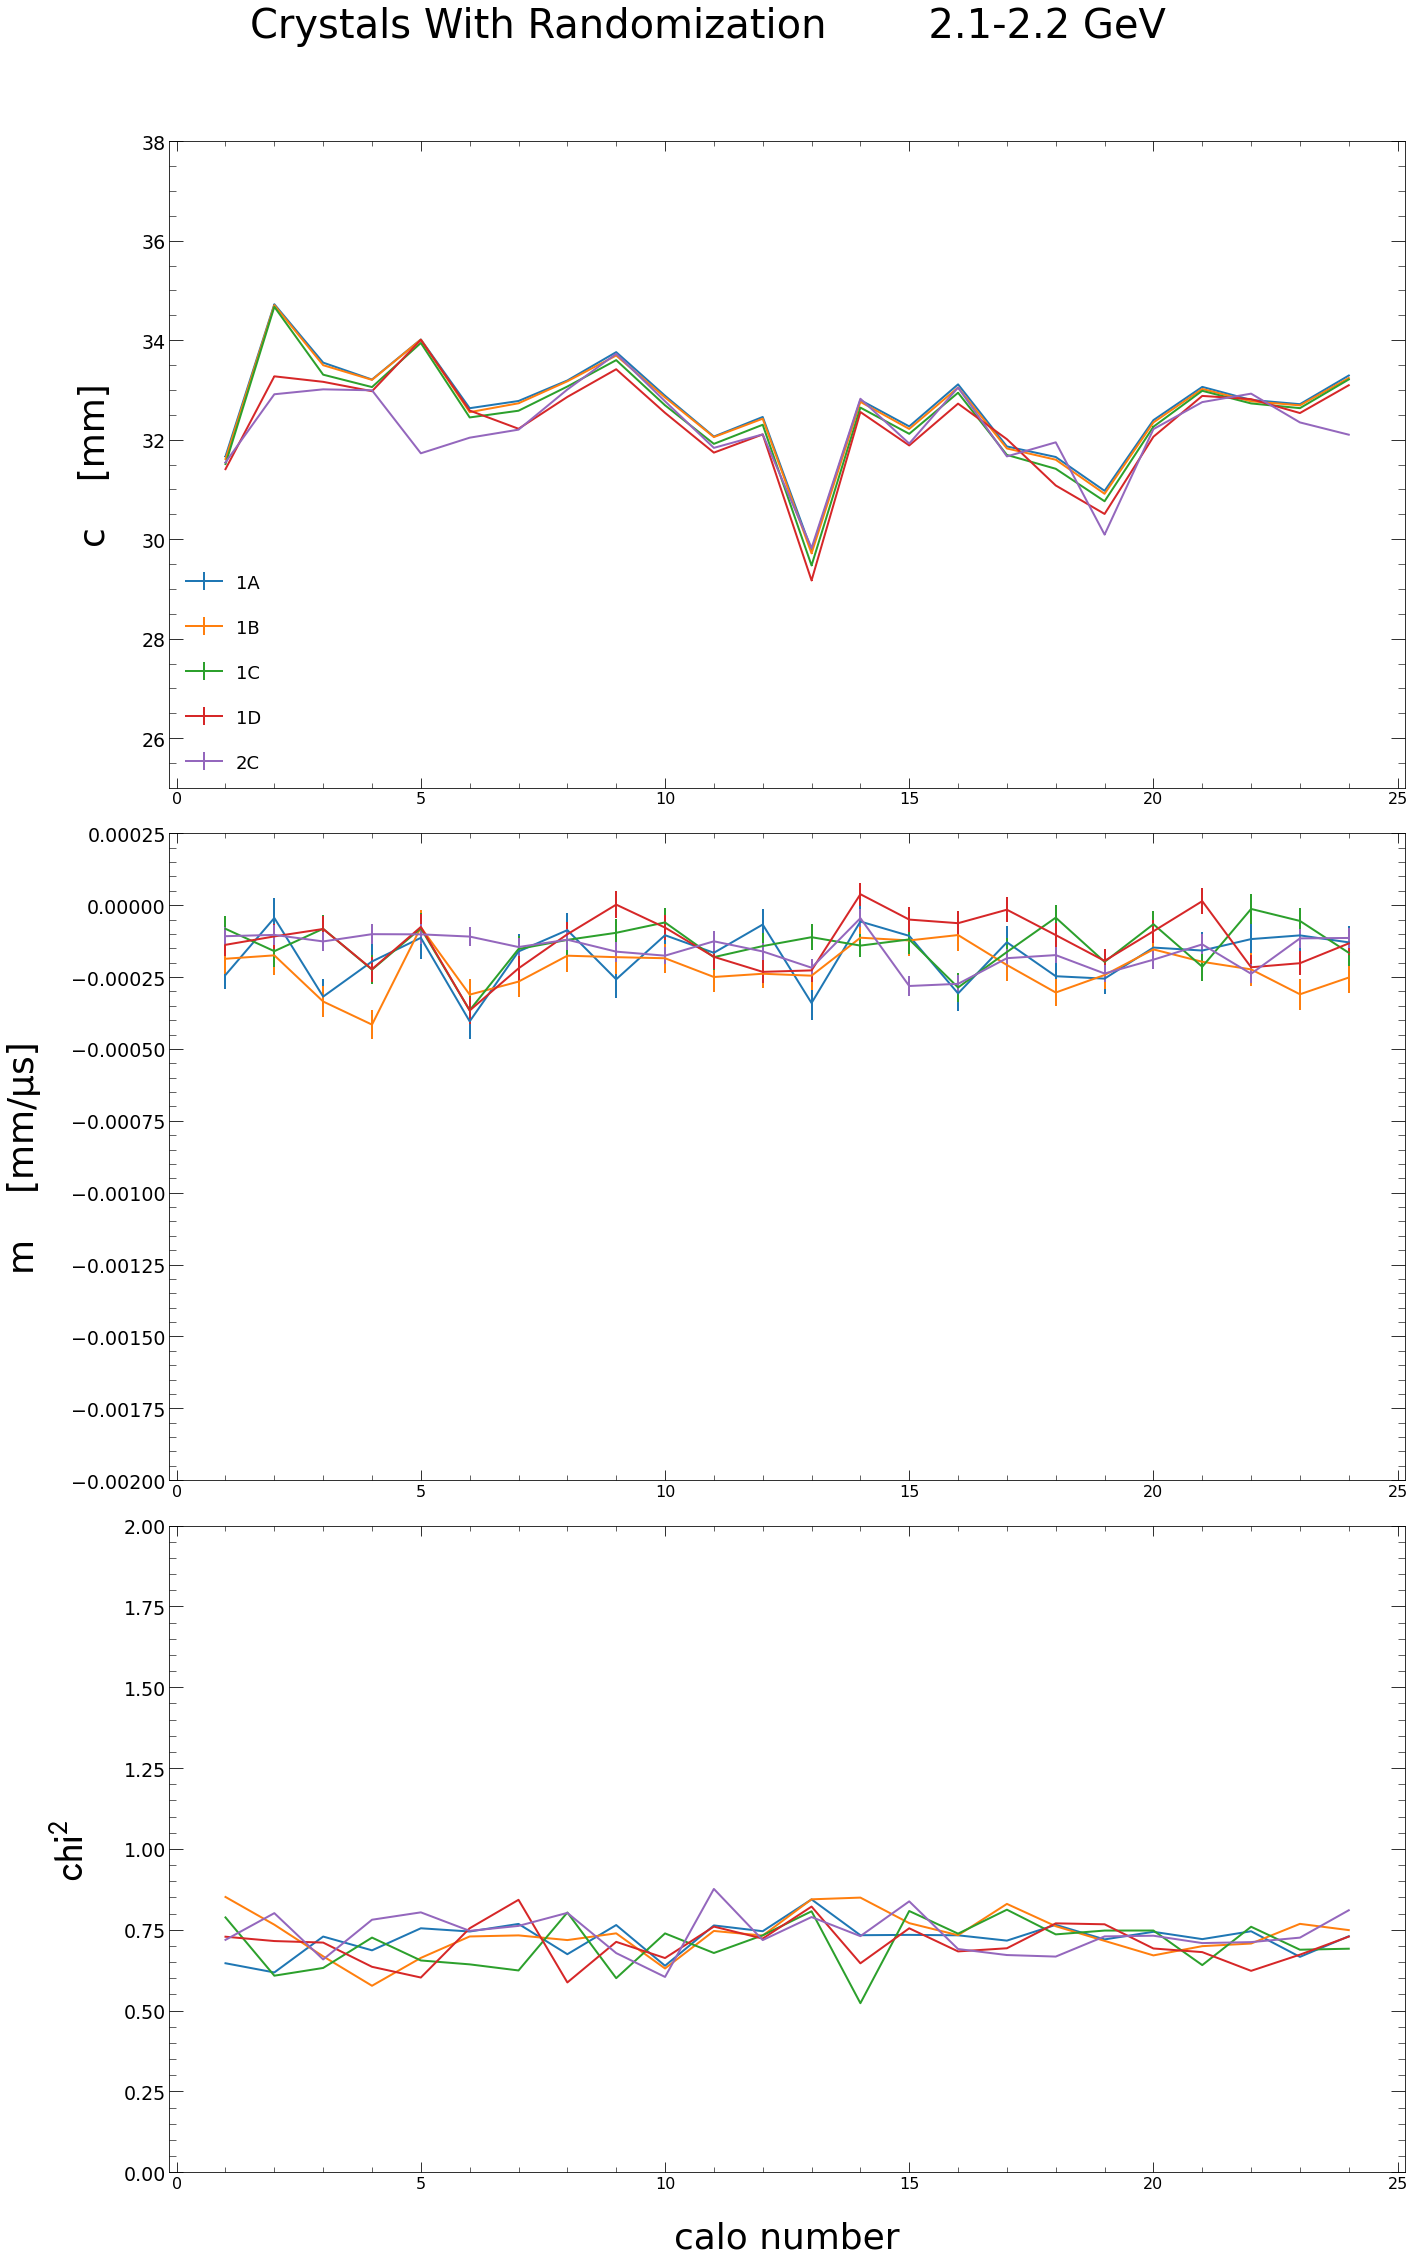 Crystals With Randomization 2.1-2.2 GeV
38
36
34
32
30
28
26
c [mm]
1A
1B
1C
1D
2C
0 5 10 15 20 25
0.00025
0.00000
−0.00025
−0.00050
−0.00075
−0.00100
−0.00125
−0.00150
−0.00175
−0.00200
m [mm/µs]
0 5 10 15 20 25
2.00
1.75
1.50
1.25
1.00
0.75
0.50
0.25
0.00
chi²
0 5 10 15 20 25
calo number